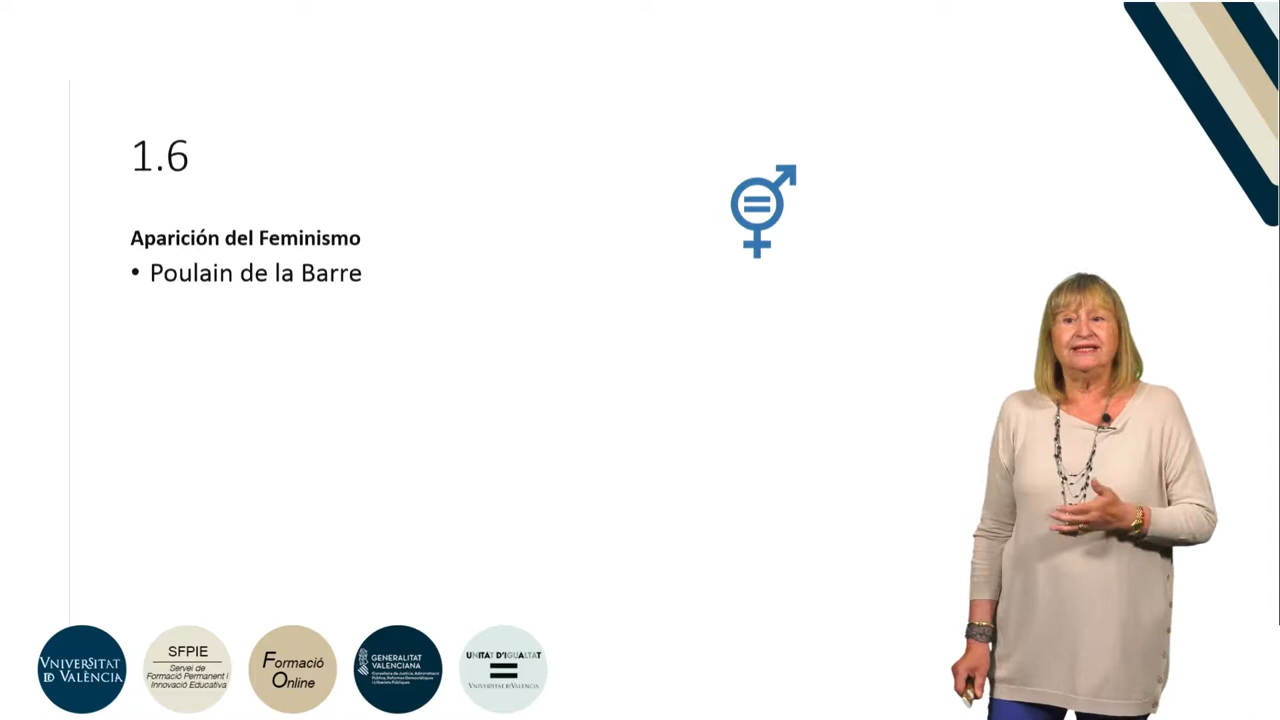 1.6
Aparición del Feminismo
• Poulain de la Barre
VNIVERSITAT
ID VALÈNCIA
SFPIE
Servei de
Formació Permanent i
Innovació Educativa
Formació
Online
GENERALITAT
VALENCIANA
UNITAT D'IGUALTAT
VNIVERSITAT ID VALÈNCIA